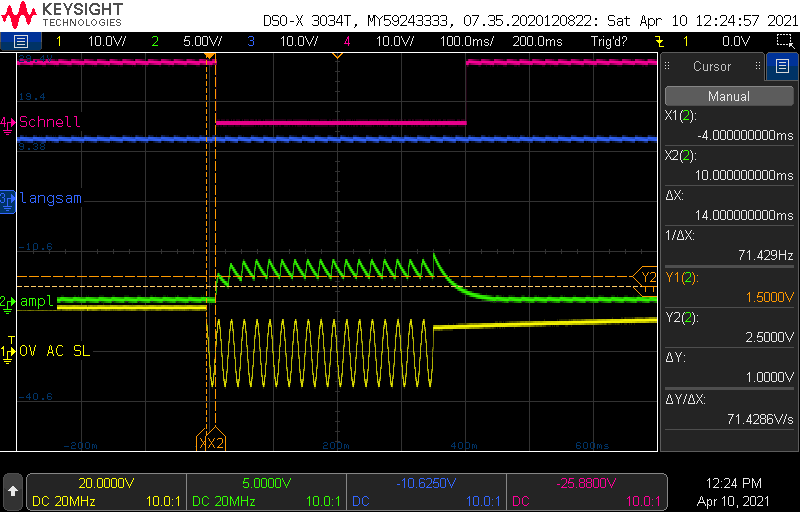 KEYSIGHT
TECHNOLOGIES
DSO-X 3034T, MY59243333, 07.35.2020120822: Sat Apr 10 12:24:57 2021
1 10.0V/ 2 5.00V/ 3 10.0V/ 4 10.0V/ 100.0ms/ 200.0ms Trig'd? 1 0.0V
Cursor
Manual
X1(2):
-4.000000000ms
X2(2):
10.000000000ms
ΔX:
14.000000000ms
1/ΔX:
71.429Hz
Y1(2):
1.5000V
Y2(2):
2.5000V
ΔY:
1.0000V
ΔY/ΔX:
71.4286V/s
19.4
4 Schnell
9.38
3 langsam
-10.6
Y2
2 ampl
T
1 0V AC SL
-40.6
-200m X X2 200m 400m 600ms
20.0000V 5.0000V -10.6250V -25.8800V
DC 20MHz 10.0:1 DC 20MHz 10.0:1 DC 10.0:1 DC 10.0:1
12:24 PM
Apr 10, 2021